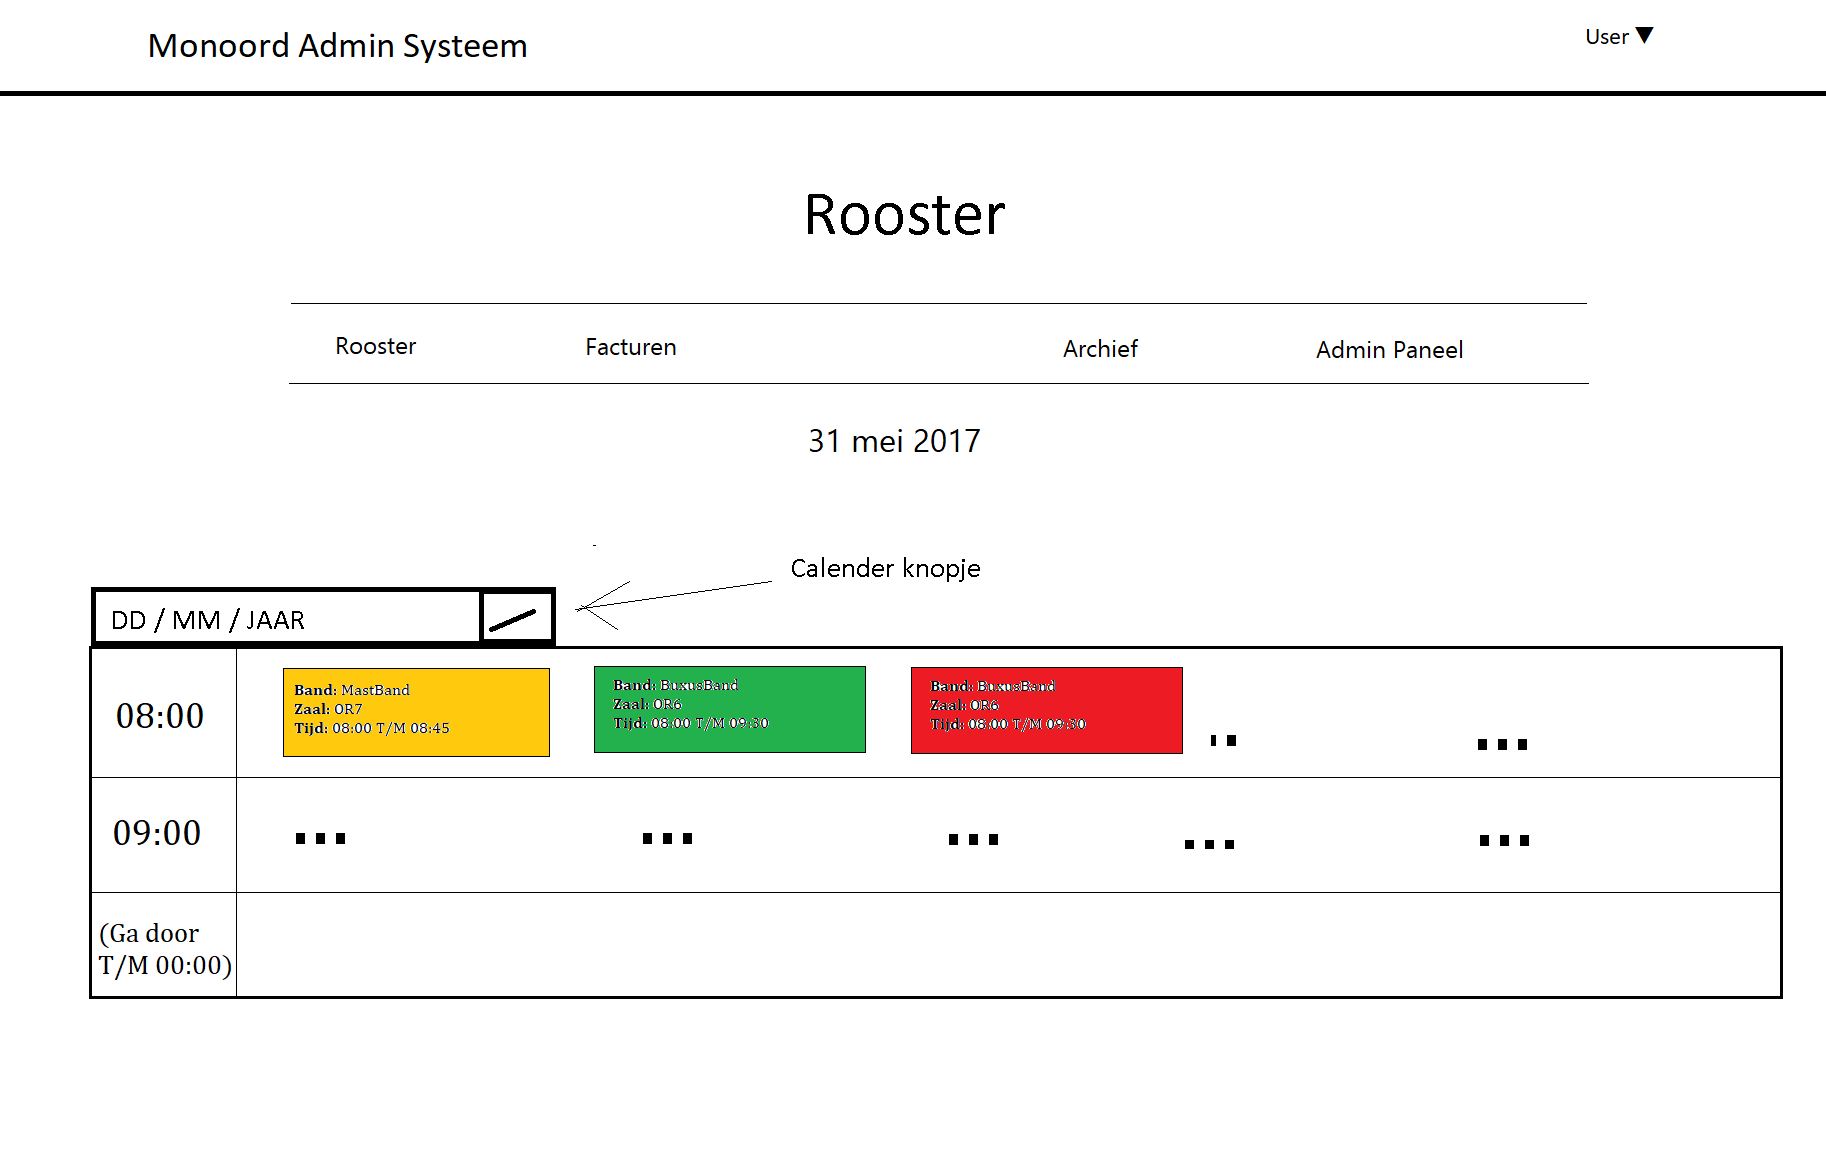 Monoord Admin Systeem
User ▼
Rooster
Rooster Facturen Archief Admin Paneel
31 mei 2017
Calender knopje
DD / MM / JAAR
08:00
Band: MastBand
Zaal: OR7
Tijd: 08:00 T/M 08:45
Band: BuxusBand
Zaal: OR6
Tijd: 08:00 T/M 09:30
Band: BuxusBand
Zaal: OR6
Tijd: 08:00 T/M 09:30
.. ...
09:00
... ... ... ... ...
(Ga door
T/M 00:00)